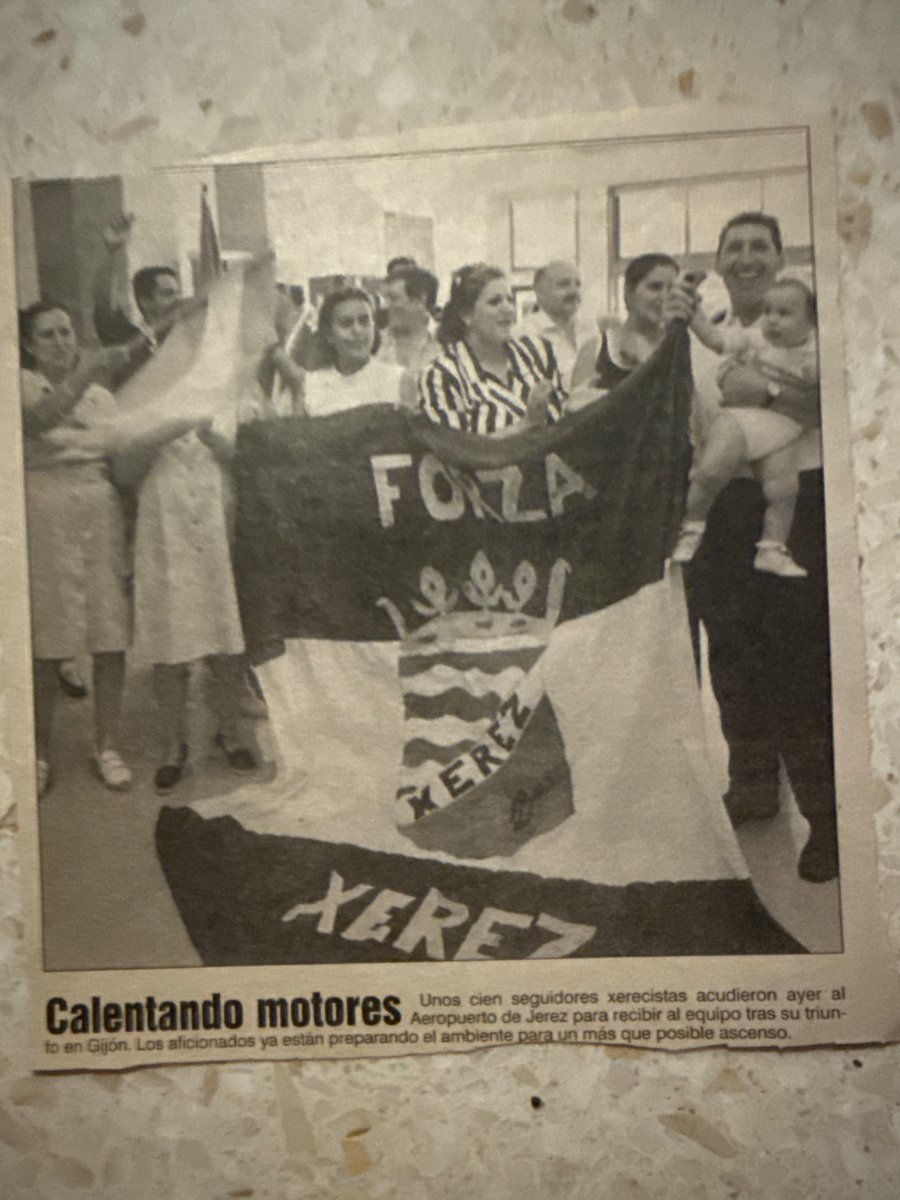 FORZA
XEREZ
XEREZ
Calentando motores Unos cien seguidores xerecistas acudieron ayer al
Aeropuerto de Jerez para recibir al equipo tras su triun-
fo en Gijón. Los aficionados ya están preparando el ambiente para un más que posible ascenso.